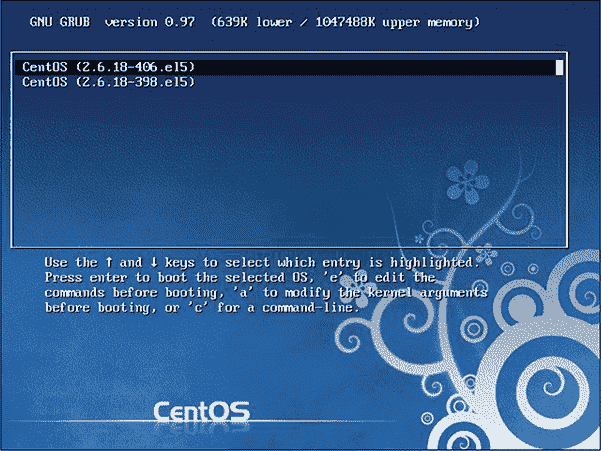 GNU GRUB  version 0.97  (639K lower / 1047488K upper memory)
CentOS (2.6.18-406.el5)
CentOS (2.6.18-398.el5)
Use the ↑ and ↓ keys to select which entry is highlighted.
Press enter to boot the selected OS, 'e' to edit the
commands before booting, 'a' to modify the kernel arguments
before booting, or 'c' for a command-line.
CentOS